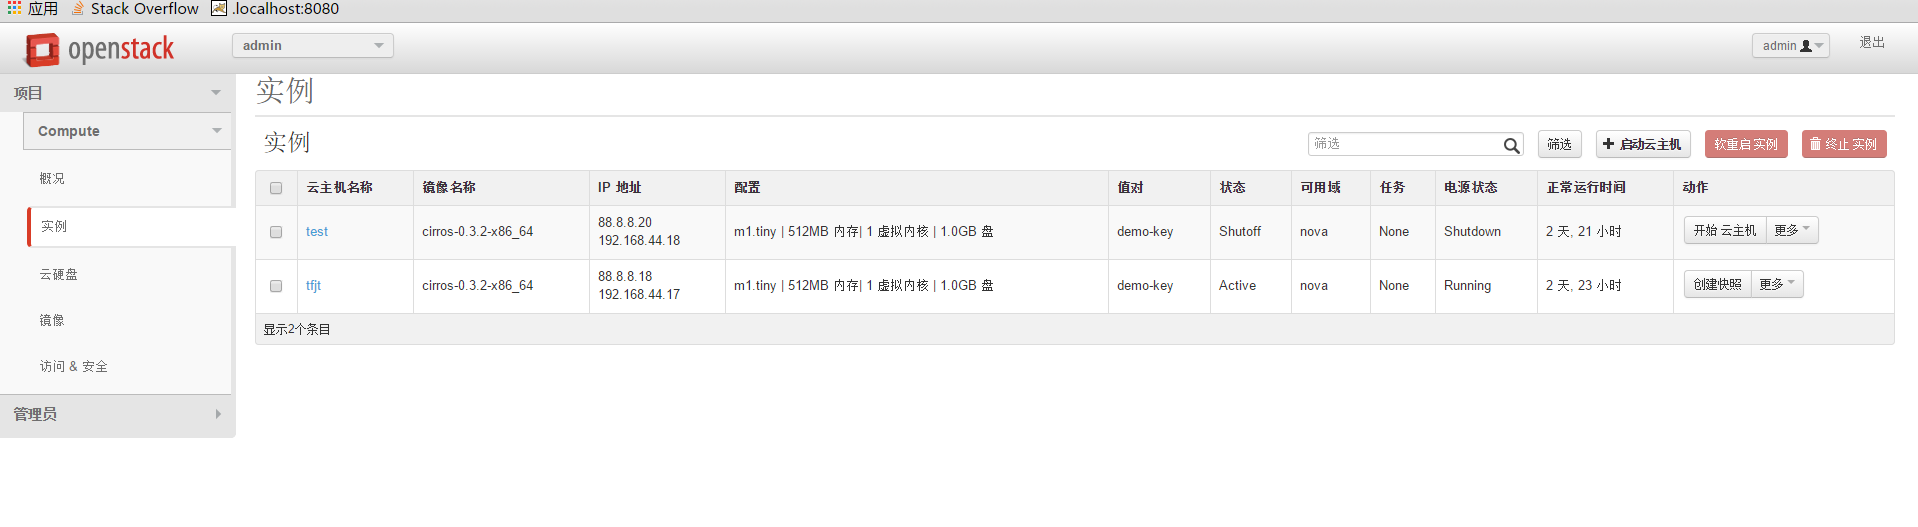 应用 Stack Overflow .localhost:8080
openstack admin admin 退出
项目
Compute
概况
实例
云硬盘
镜像
访问 & 安全
管理员
实例
实例 筛选 筛选 启动云主机 软重启实例 终止 实例
云主机名称 镜像名称 IP 地址 配置 值对 状态 可用域 任务 电源状态 正常运行时间 动作
test cirros-0.3.2-x86_64 88.8.8.20 m1.tiny | 512MB 内存| 1 虚拟内核 | 1.0GB 盘 demo-key Shutoff nova None Shutdown 2 天, 21 小时 开始 云主机 更多
192.168.44.18
tfjt cirros-0.3.2-x86_64 88.8.8.18 m1.tiny | 512MB 内存| 1 虚拟内核 | 1.0GB 盘 demo-key Active nova None Running 2 天, 23 小时 创建快照 更多
192.168.44.17
显示2个条目